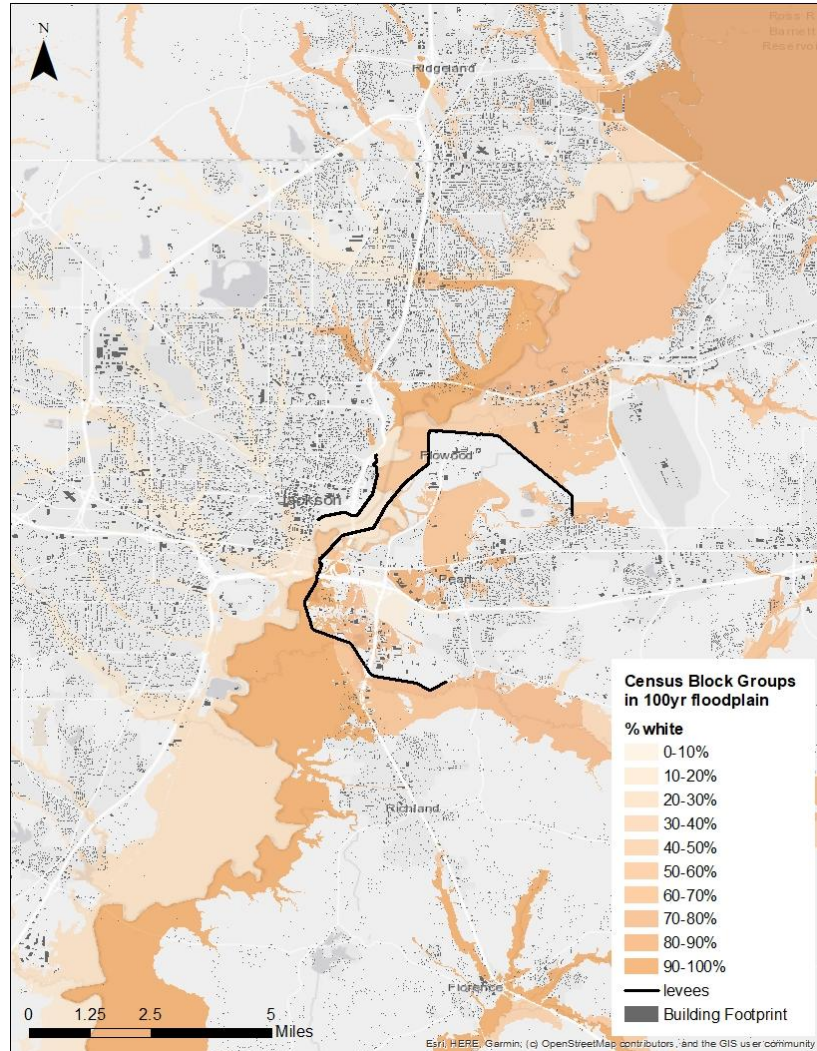 N
Ross R
Barnett
Reservoir
Ridgeland
Flowood
Jackson
Pearl
Richland
Florence
Census Block Groups
in 100yr floodplain
% white
0-10%
10-20%
20-30%
30-40%
40-50%
50-60%
60-70%
70-80%
80-90%
90-100%
levees
Building Footprint
0 1.25 2.5 5
Miles
Esri, HERE, Garmin, (c) OpenStreetMap contributors, and the GIS user community